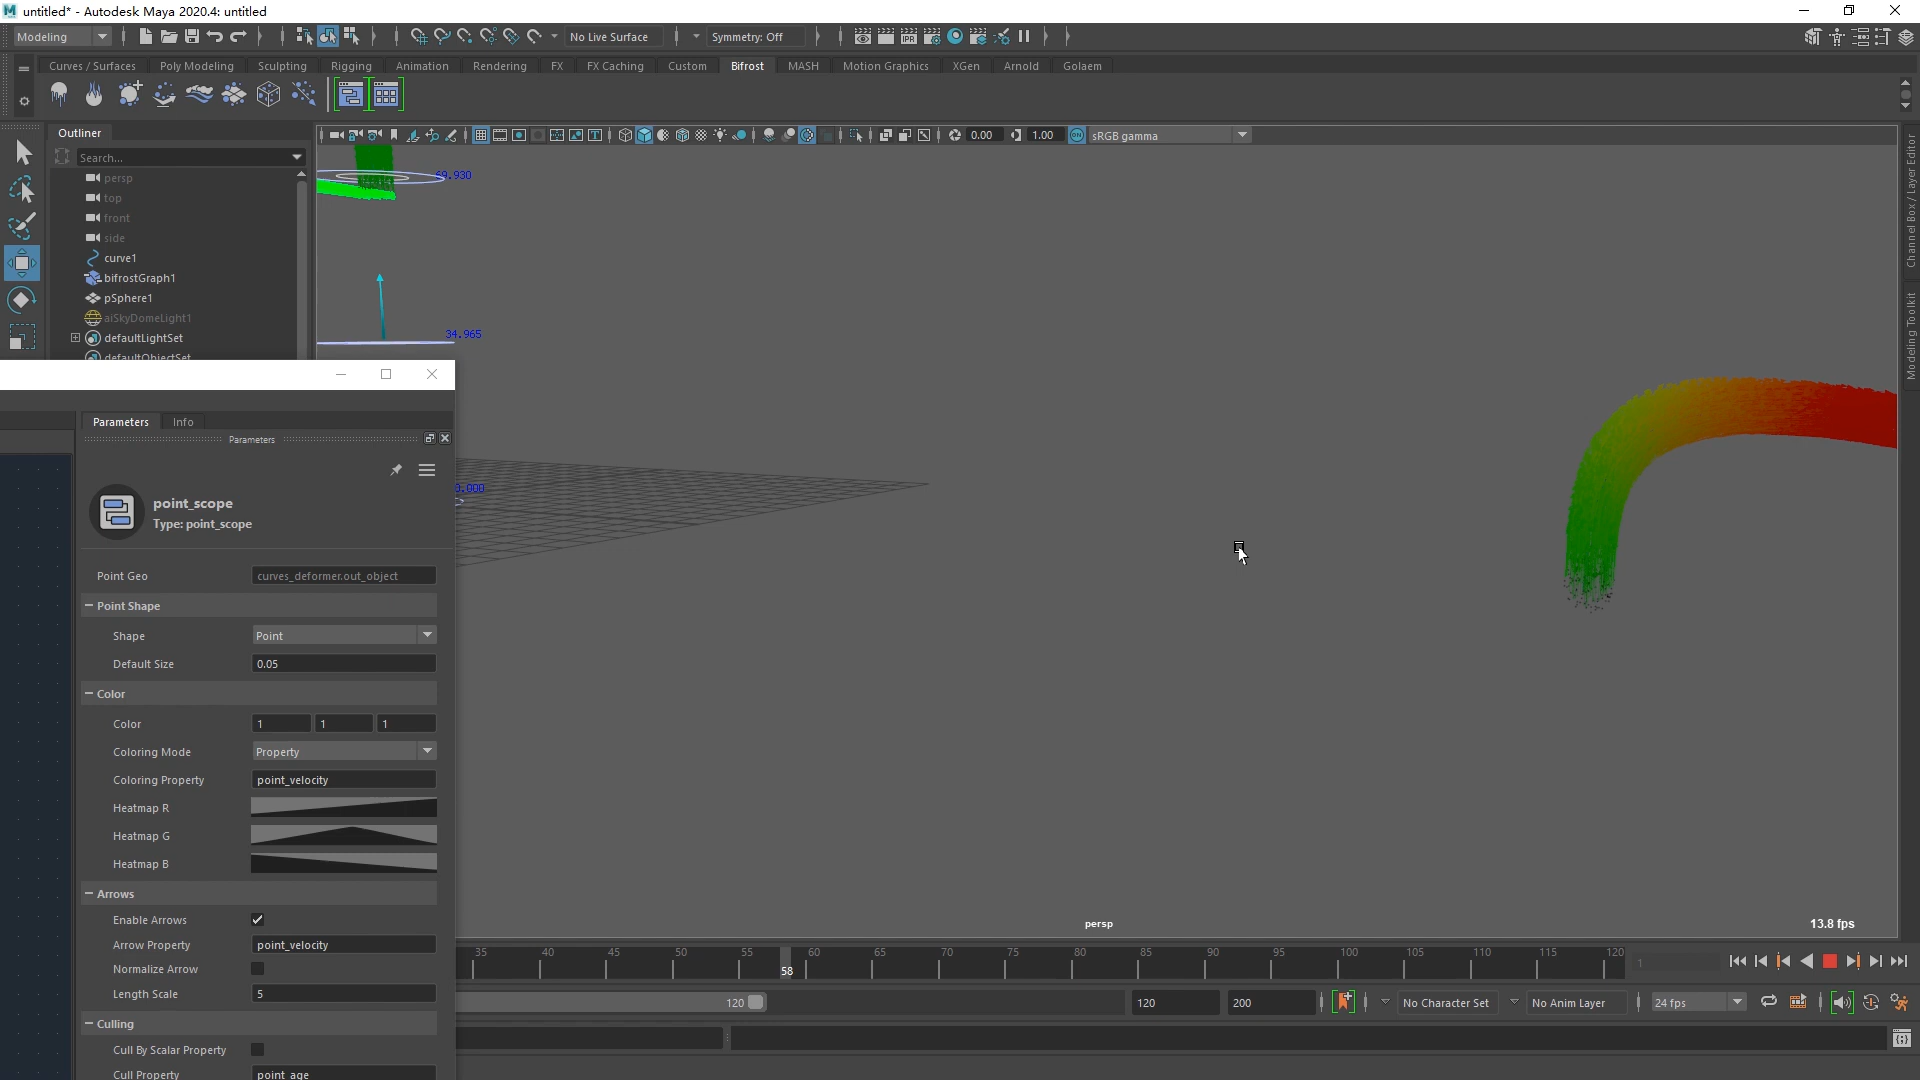 untitled* - Autodesk Maya 2020.4: untitled
Modeling
No Live Surface
Symmetry: Off
Curves / Surfaces
Poly Modeling
Sculpting
Rigging
Animation
Rendering
FX
FX Caching
Custom
Bifrost
MASH
Motion Graphics
XGen
Arnold
Golaem
IPR
Outliner
Search...
0.00
1.00
ON
sRGB gamma
persp
top
front
side
curve1
bifrostGraph1
pSphere1
aiSkyDomeLight1
defaultLightSet
defaultObjectSet
69.930
34.965
0.000
Channel Box / Layer Editor
Modeling Toolkit
Parameters
Info
Parameters
point_scope
Type: point_scope
Point Geo
curves_deformer.out_object
Point Shape
Shape
Point
Default Size
0.05
Color
Color
1
1
1
Coloring Mode
Property
Coloring Property
point_velocity
Heatmap R
Heatmap G
Heatmap B
Arrows
Enable Arrows
Arrow Property
point_velocity
Normalize Arrow
Length Scale
5
Culling
Cull By Scalar Property
Cull Property
point_age
persp
13.8 fps
35
40
45
50
55
58
60
65
70
75
80
85
90
95
100
105
110
115
120
1
120
120
200
No Character Set
No Anim Layer
24 fps